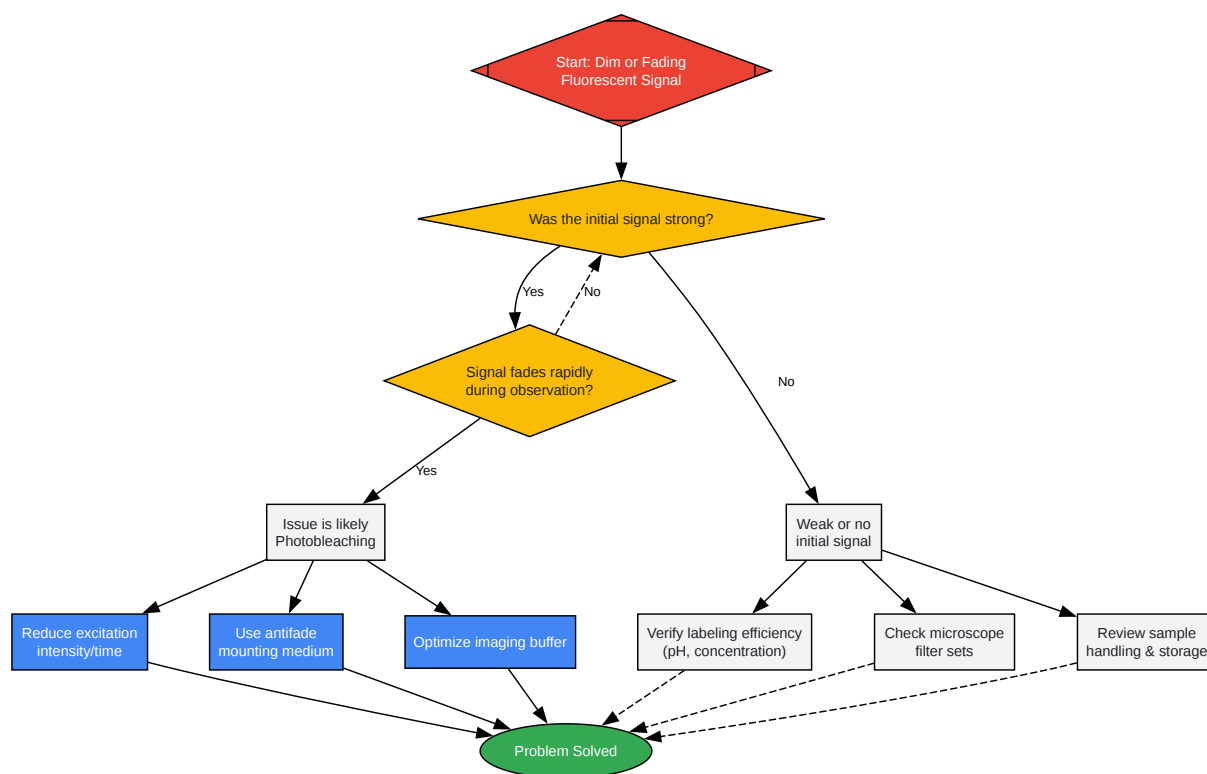 Start: Dim or Fading
Fluorescent Signal
Was the initial signal strong?
Yes
No
Signal fades rapidly
during observation?
No
Yes
Issue is likely
Photobleaching
Weak or no
initial signal
Reduce excitation
intensity/time
Use antifade
mounting medium
Optimize imaging buffer
Verify labeling efficiency
(pH, concentration)
Check microscope
filter sets
Review sample
handling & storage
Problem Solved